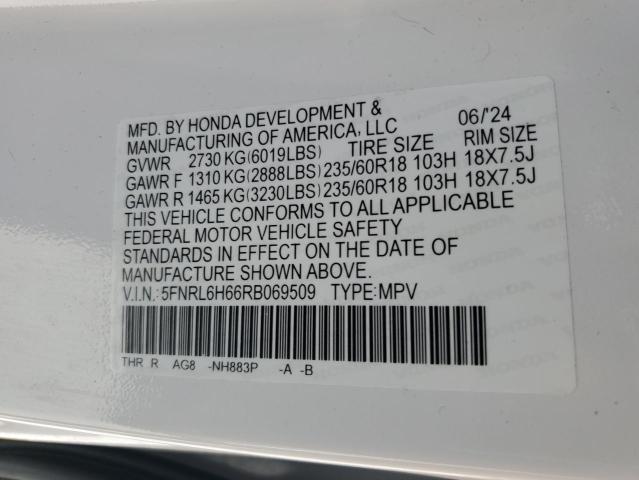 MFD. BY HONDA DEVELOPMENT &
MANUFACTURING OF AMERICA, LLC 06/'24
GVWR 2730 KG(6019LBS) TIRE SIZE RIM SIZE
GAWR F 1310 KG(2888LBS) 235/60R18 103H 18X7.5J
GAWR R 1465 KG(3230LBS) 235/60R18 103H 18X7.5J
THIS VEHICLE CONFORMS TO ALL APPLICABLE
FEDERAL MOTOR VEHICLE SAFETY
STANDARDS IN EFFECT ON THE DATE OF
MANUFACTURE SHOWN ABOVE.
V.I.N.: 5FNRL6H66RB069509 TYPE:MPV
THR R AG8 -NH883P -A -B